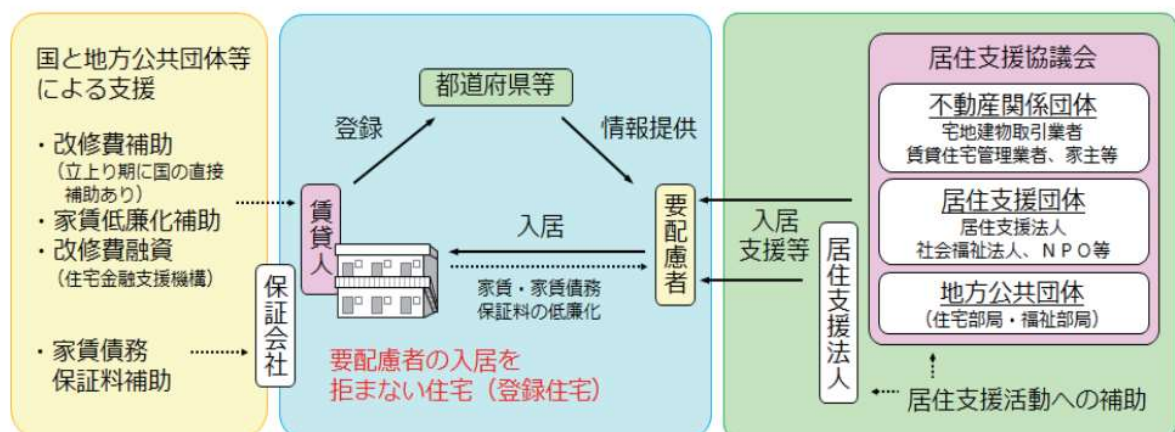 国と地方公共団体等
による支援
・改修費補助
(立上り期に国の直接
補助あり)
・家賃低廉化補助
・改修費融資
(住宅金融支援機構)
・家賃債務
保証料補助
保証会社
都道府県等
登録
情報提供
賃貸人
入居
家賃・家賃債務
保証料の低廉化
要配慮者
要配慮者の入居を
拒まない住宅(登録住宅)
入居
支援等
居住支援法人
居住支援協議会
不動産関係団体
宅地建物取引業者
賃貸住宅管理業者、家主等
居住支援団体
居住支援法人
社会福祉法人、NPO等
地方公共団体
(住宅部局・福祉部局)
居住支援活動への補助